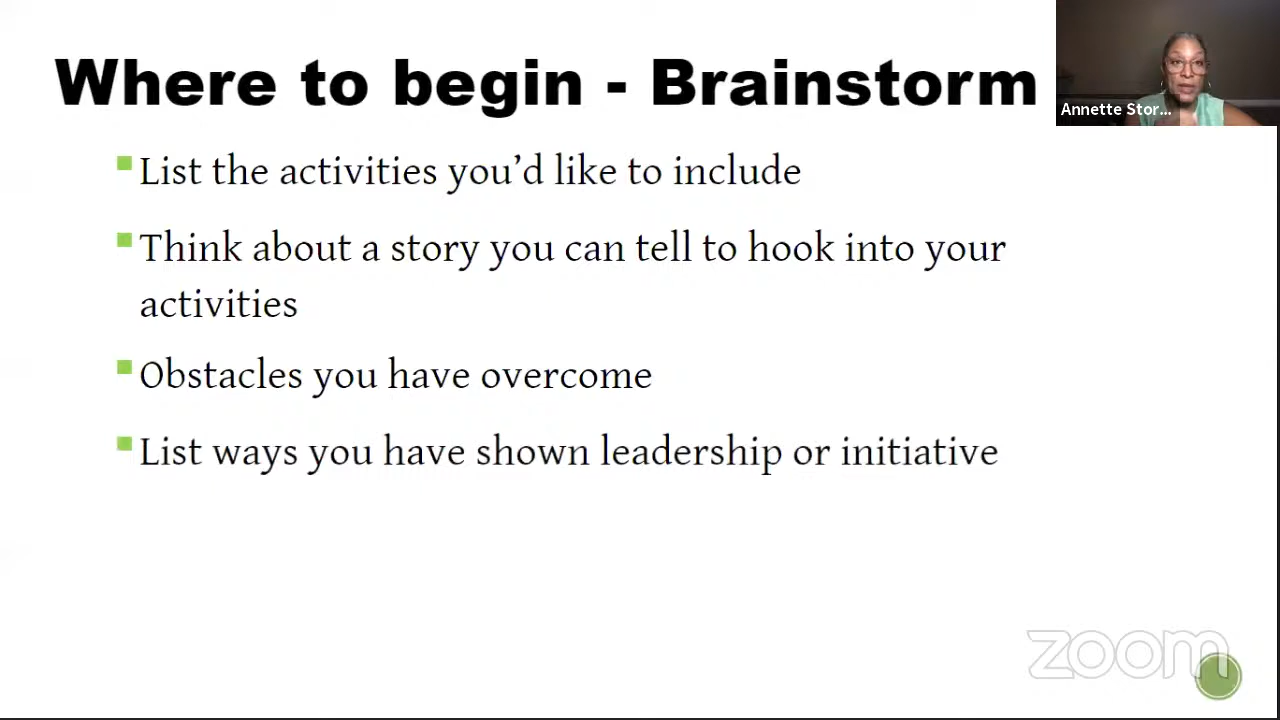 Where to begin - Brainstorm
Annette Stor...
List the activities you’d like to include
Think about a story you can tell to hook into your
activities
Obstacles you have overcome
List ways you have shown leadership or initiative
zoom